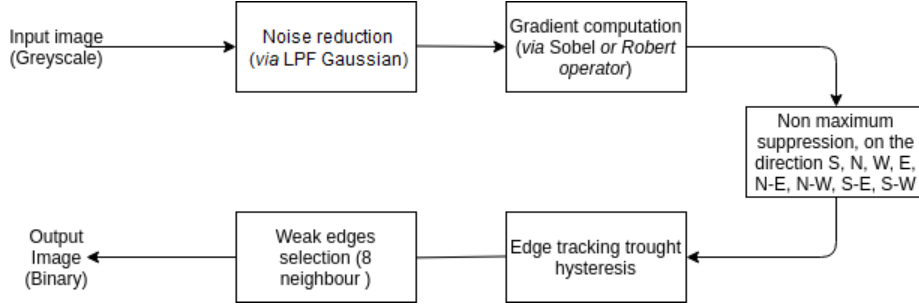 Input image
(Greyscale)
Noise reduction
(via LPF Gaussian)
Gradient computation
(via Sobel or Robert
operator)
Non maximum
suppression, on the
direction S, N, W, E,
N-E, N-W, S-E, S-W
Edge tracking trought
hysteresis
Weak edges
selection (8
neighbour )
Output
Image
(Binary)